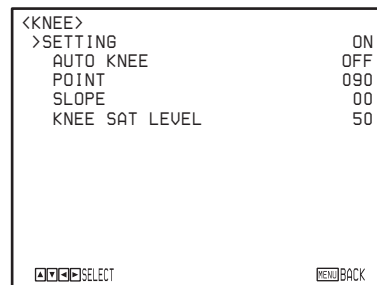 <KNEE>
>SETTING ON
AUTO KNEE OFF
POINT 090
SLOPE 00
KNEE SAT LEVEL 50
▲▼◀▶SELECT MENU BACK